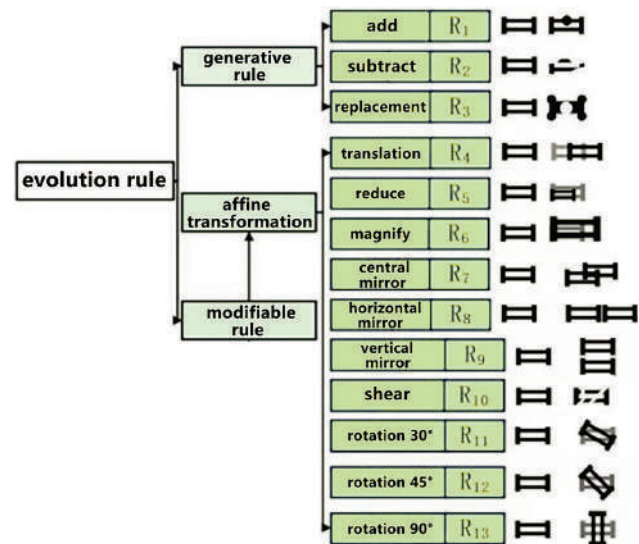 evolution rule
generative
rule
affine
transformation
modifiable
rule
add R₁
subtract R₂
replacement R₃
translation R₄
reduce R₅
magnify R₆
central
mirror R₇
horizontal
mirror R₈
vertical
mirror R₉
shear R₁₀
rotation 30° R₁₁
rotation 45° R₁₂
rotation 90° R₁₃